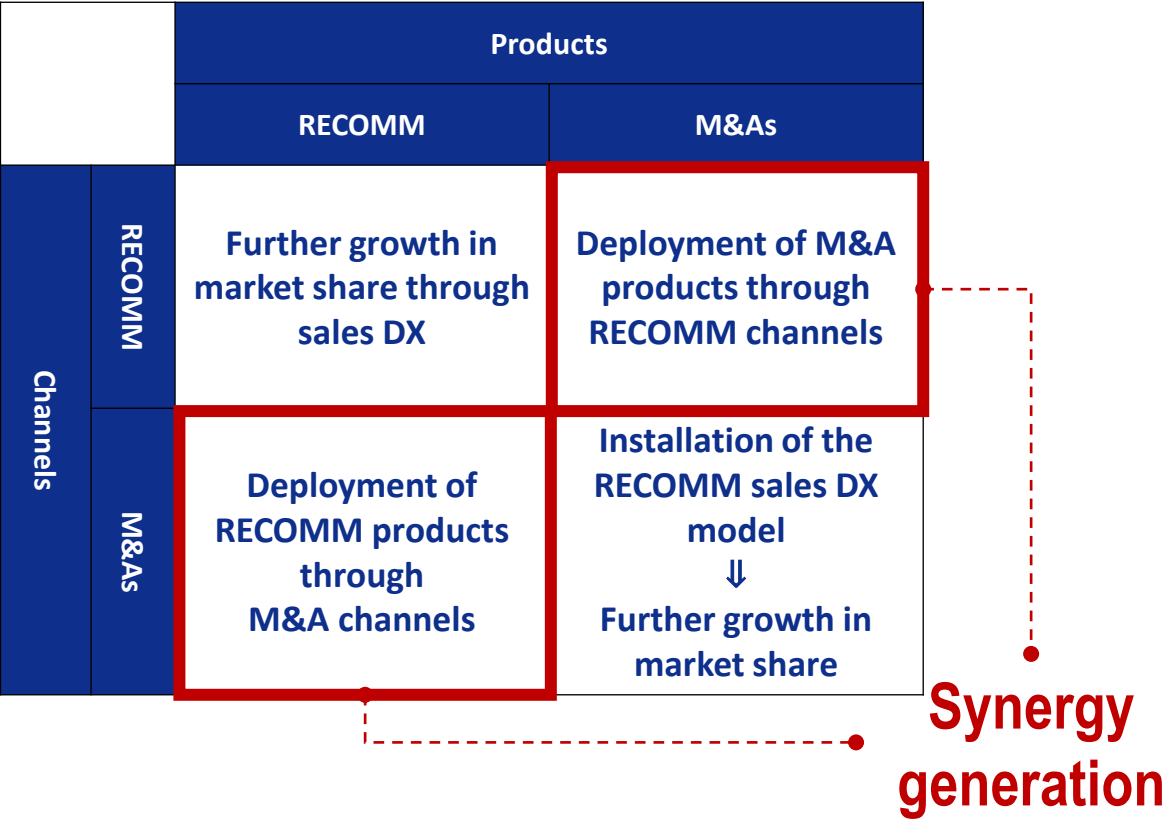 Products
RECOMM
M&As
Channels
RECOMM
Further growth in
market share through
sales DX
Deployment of M&A
products through
RECOMM channels
M&As
Deployment of
RECOMM products
through
M&A channels
Installation of the
RECOMM sales DX
model
⇓
Further growth in
market share
Synergy
generation